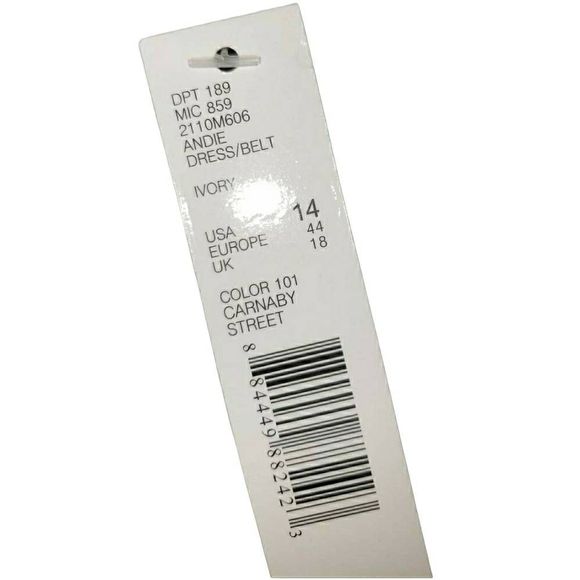 DPT 189
MIC 859
2110M606
ANDIE
DRESS/BELT
IVORY
14
USA 44
EUROPE 18
UK
COLOR 101
CARNABY
STREET
8 84449 88242 3